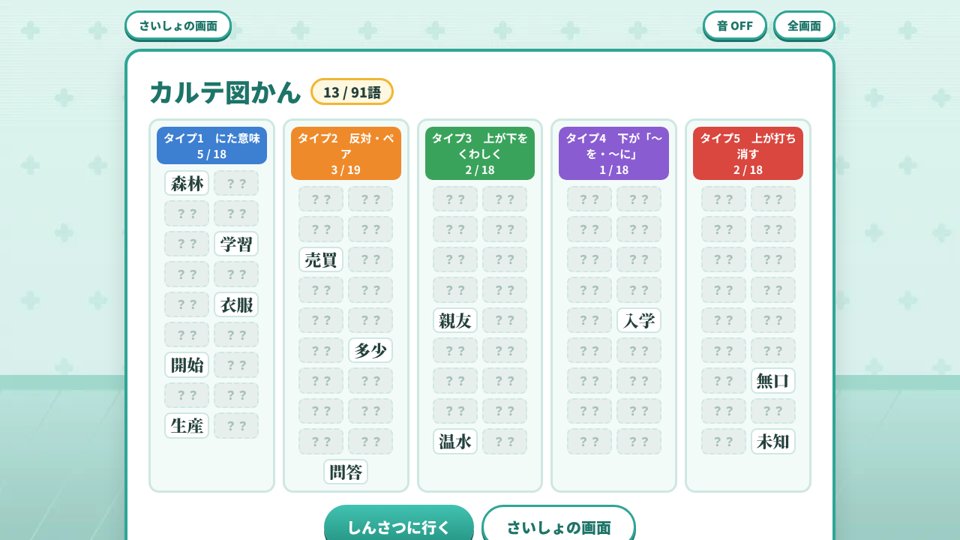 さいしょの画面
音 OFF
全画面
カルテ図かん
13 / 91語
タイプ1　にた意味
5 / 18
森林 ？？
？？ ？？
？？ 学習
？？ ？？
？？ 衣服
？？ ？？
開始 ？？
？？ ？？
生産 ？？
タイプ2　反対・ペ
ア
3 / 19
？？ ？？
？？ ？？
売買 ？？
？？ ？？
？？ ？？
？？ 多少
？？ ？？
？？ ？？
？？ ？？
問答
タイプ3　上が下を
くわしく
2 / 18
？？ ？？
？？ ？？
？？ ？？
？？ ？？
親友 ？？
？？ ？？
？？ ？？
？？ ？？
温水 ？？
タイプ4　下が「〜
を・〜に」
1 / 18
？？ ？？
？？ ？？
？？ ？？
？？ ？？
？？ 入学
？？ ？？
？？ ？？
？？ ？？
？？ ？？
タイプ5　上が打ち
消す
2 / 18
？？ ？？
？？ ？？
？？ ？？
？？ ？？
？？ ？？
？？ ？？
？？ 無口
？？ ？？
？？ 未知
しんさつに行く
さいしょの画面